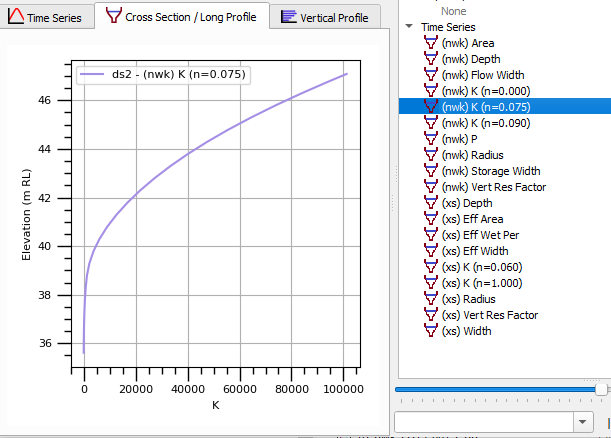 Time Series
Cross Section / Long Profile
Vertical Profile
ds2 - (nwk) K (n=0.075)
46
44
42
40
38
36
Elevation (m RL)
0
20000
40000
60000
80000
100000
K
None
Time Series
(nwk) Area
(nwk) Depth
(nwk) Flow Width
(nwk) K (n=0.000)
(nwk) K (n=0.075)
(nwk) K (n=0.090)
(nwk) P
(nwk) Radius
(nwk) Storage Width
(nwk) Vert Res Factor
(xs) Depth
(xs) Eff Area
(xs) Eff Wet Per
(xs) Eff Width
(xs) K (n=0.060)
(xs) K (n=1.000)
(xs) Radius
(xs) Vert Res Factor
(xs) Width